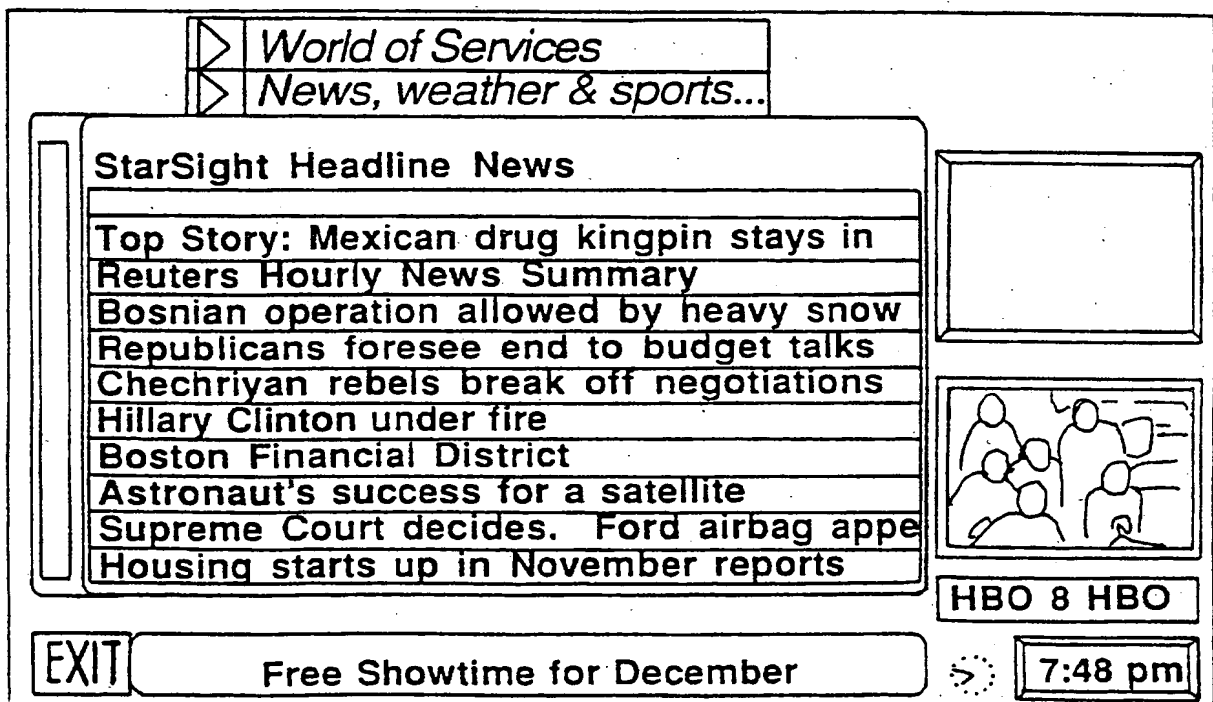 World of Services
News, weather & sports...
StarSight Headline News
Top Story: Mexican drug kingpin stays in
Reuters Hourly News Summary
Bosnian operation allowed by heavy snow
Republicans foresee end to budget talks
Chechriyan rebels break off negotiations
Hillary Clinton under fire
Boston Financial District
Astronaut's success for a satellite
Supreme Court decides. Ford airbag appe
Housing starts up in November reports
HBO 8 HBO
EXIT
Free Showtime for December
7:48 pm